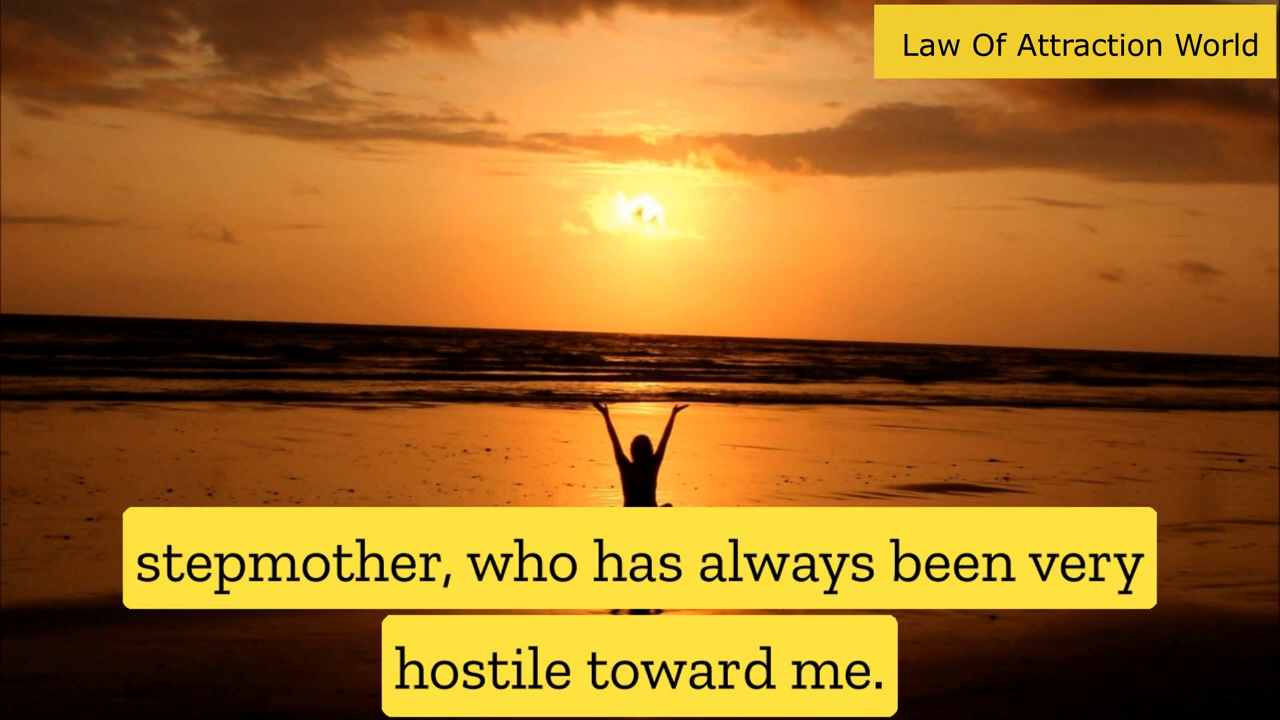 Law Of Attraction World
stepmother, who has always been very
hostile toward me.